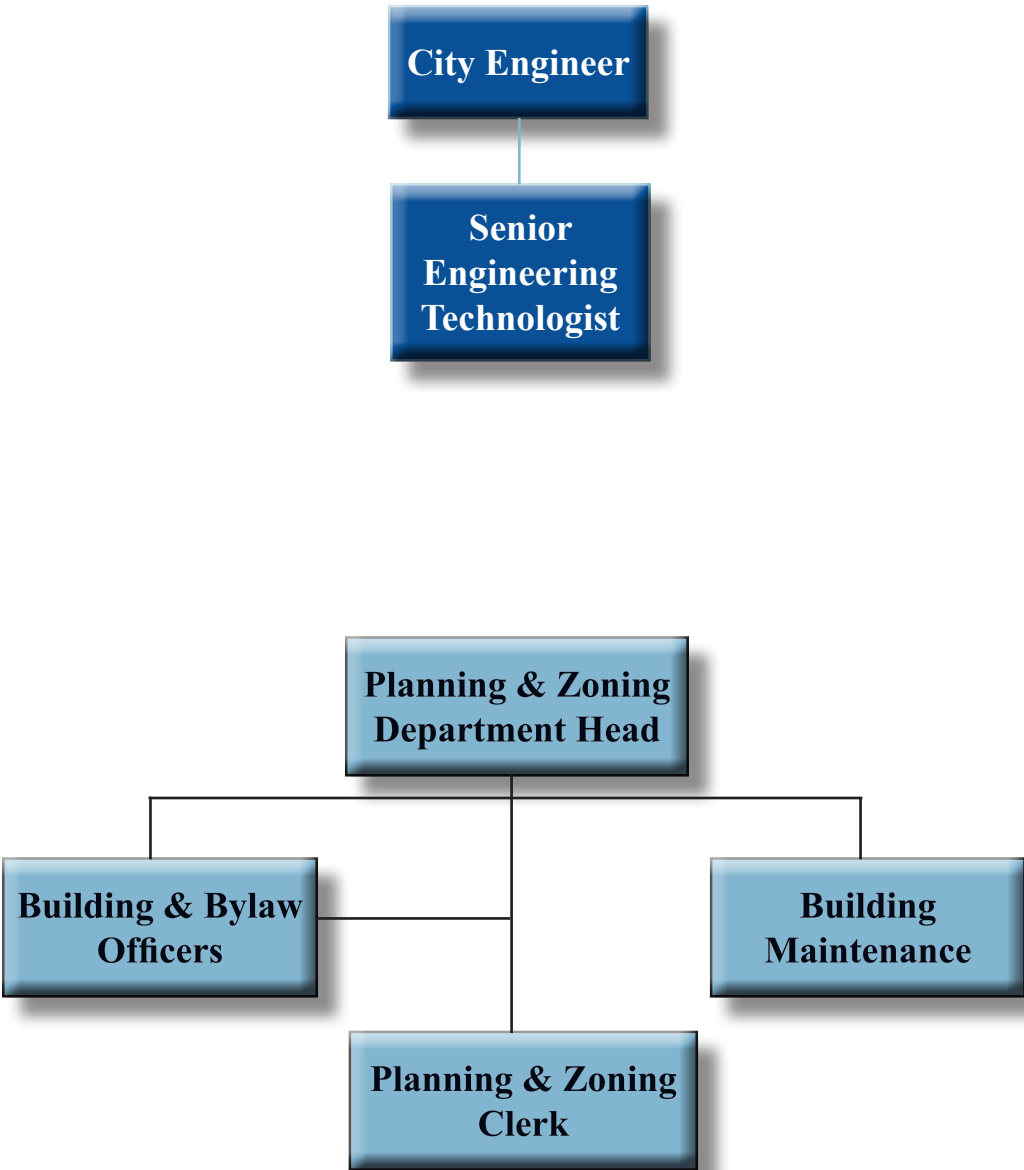 City Engineer
Senior
Engineering
Technologist
Planning & Zoning
Department Head
Building & Bylaw
Officers
Building
Maintenance
Planning & Zoning
Clerk